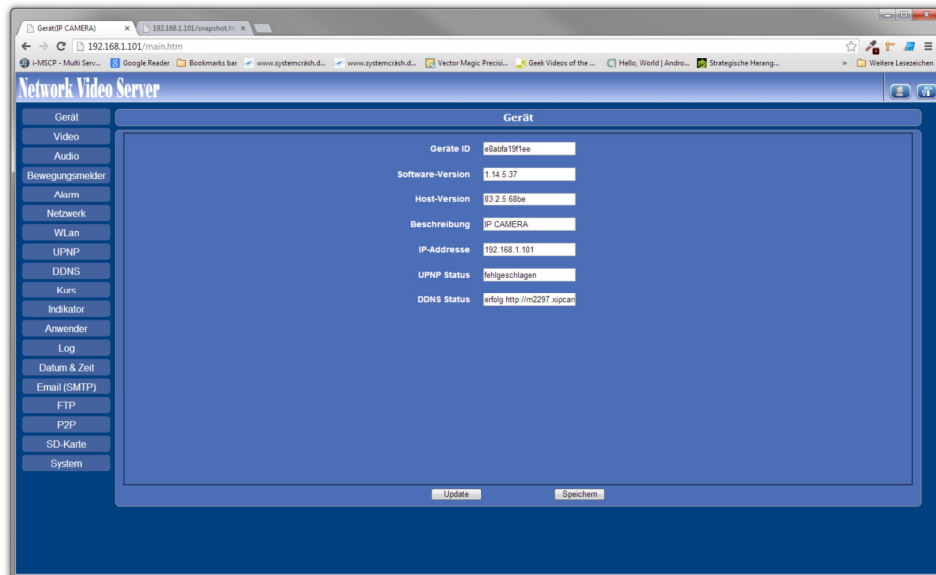 Gerät(IP CAMERA)
192.168.1.101/snapshot.ht
192.168.1.101/main.htm
i-MSCP - Multi Serv...
Google Reader
Bookmarks bar
www.systemcrash.d...
www.systemcrash.d...
Vector Magic Precisi...
Geek Videos of the ...
Hello, World | Andro...
Strategische Herang...
»
Weitere Lesezeichen
Network Video Server
Gerät
Video
Audio
Bewegungsmelder
Alarm
Netzwerk
WLan
UPNP
DDNS
Kurs
Indikator
Anwender
Log
Datum & Zeit
Email (SMTP)
FTP
P2P
SD-Karte
System
Gerät
Geräte ID e8abfa19f1ee
Software-Version 1.14.5.37
Host-Version 83.2.5.68be
Beschreibung IP CAMERA
IP-Addresse 192.168.1.101
UPNP Status fehlgeschlagen
DDNS Status erfolg http://m2297.xipcan
Update
Speichern